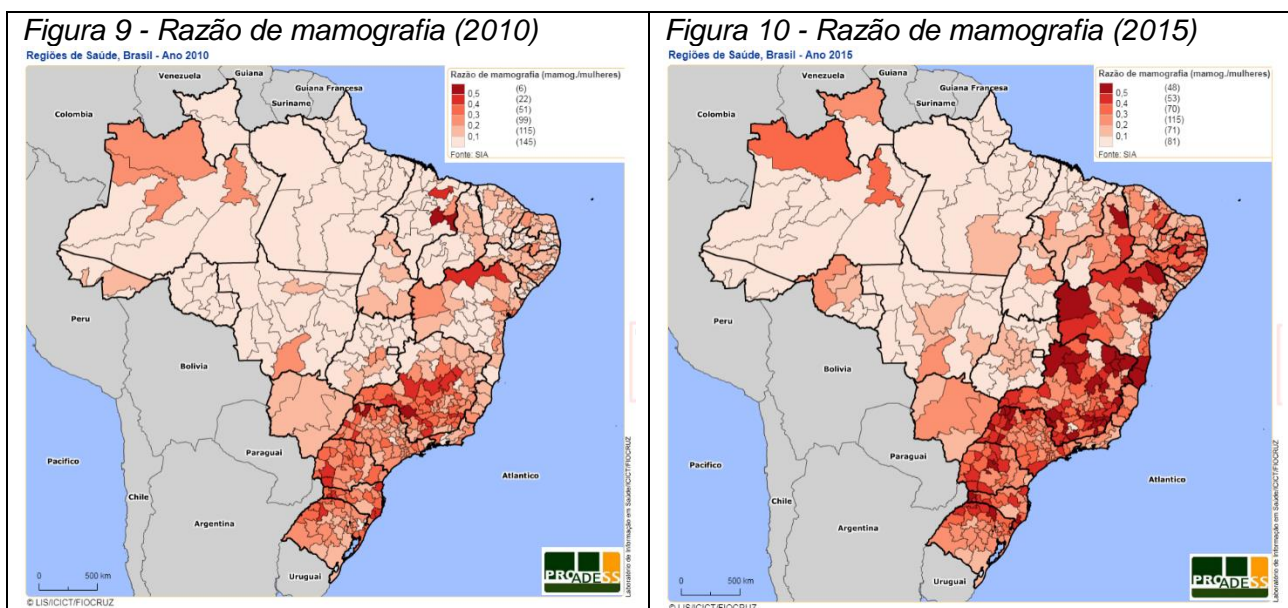 Figura 9 - Razão de mamografia (2010)
Regiões de Saúde, Brasil - Ano 2010
Razão de mamografia (mamog./mulheres)
(6)
0,5
(22)
0,4
(51)
0,3
(99)
0,2
(115)
0,1
(145)
Fonte: SIA
Venezuela
Guiana
Guiana Francesa
Suriname
Colombia
Peru
Bolivia
Paraguai
Pacifico
Atlantico
Chile
Argentina
Uruguai
0 500 km
PROADESS
Laboratório de Informação em Saúde/ICICT/FIOCRUZ
© LIS/ICICT/FIOCRUZ
Figura 10 - Razão de mamografia (2015)
Regiões de Saúde, Brasil - Ano 2015
Razão de mamografia (mamog./mulheres)
(48)
0,5
(53)
0,4
(70)
0,3
(115)
0,2
(71)
0,1
(81)
Fonte: SIA
Venezuela
Guiana
Guiana Francesa
Suriname
Colombia
Peru
Bolivia
Paraguai
Pacifico
Atlantico
Chile
Argentina
Uruguai
0 500 km
PROADESS
Laboratório de Informação em Saúde/ICICT/FIOCRUZ
© LIS/ICICT/FIOCRUZ